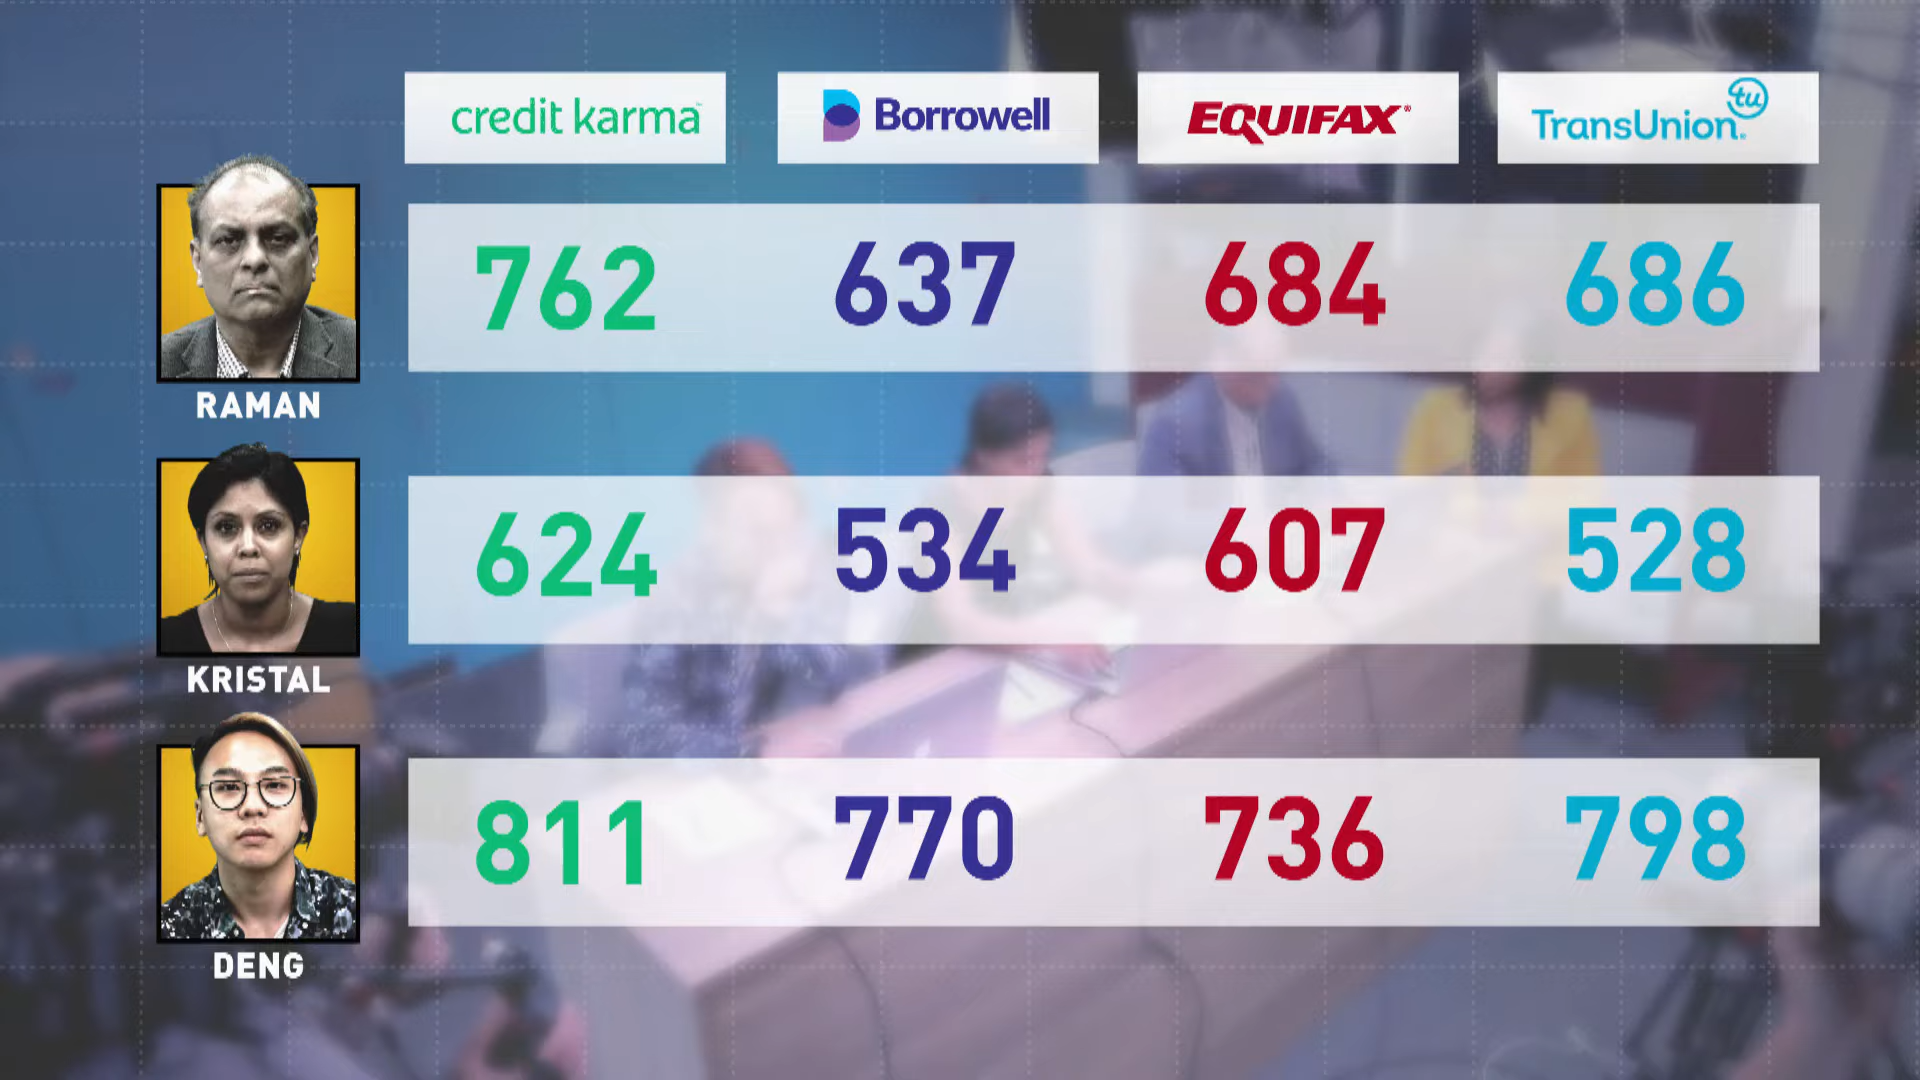 credit karma™ Borrowell EQUIFAX® TransUnion® tu
762 637 684 686
RAMAN
624 534 607 528
KRISTAL
811 770 736 798
DENG